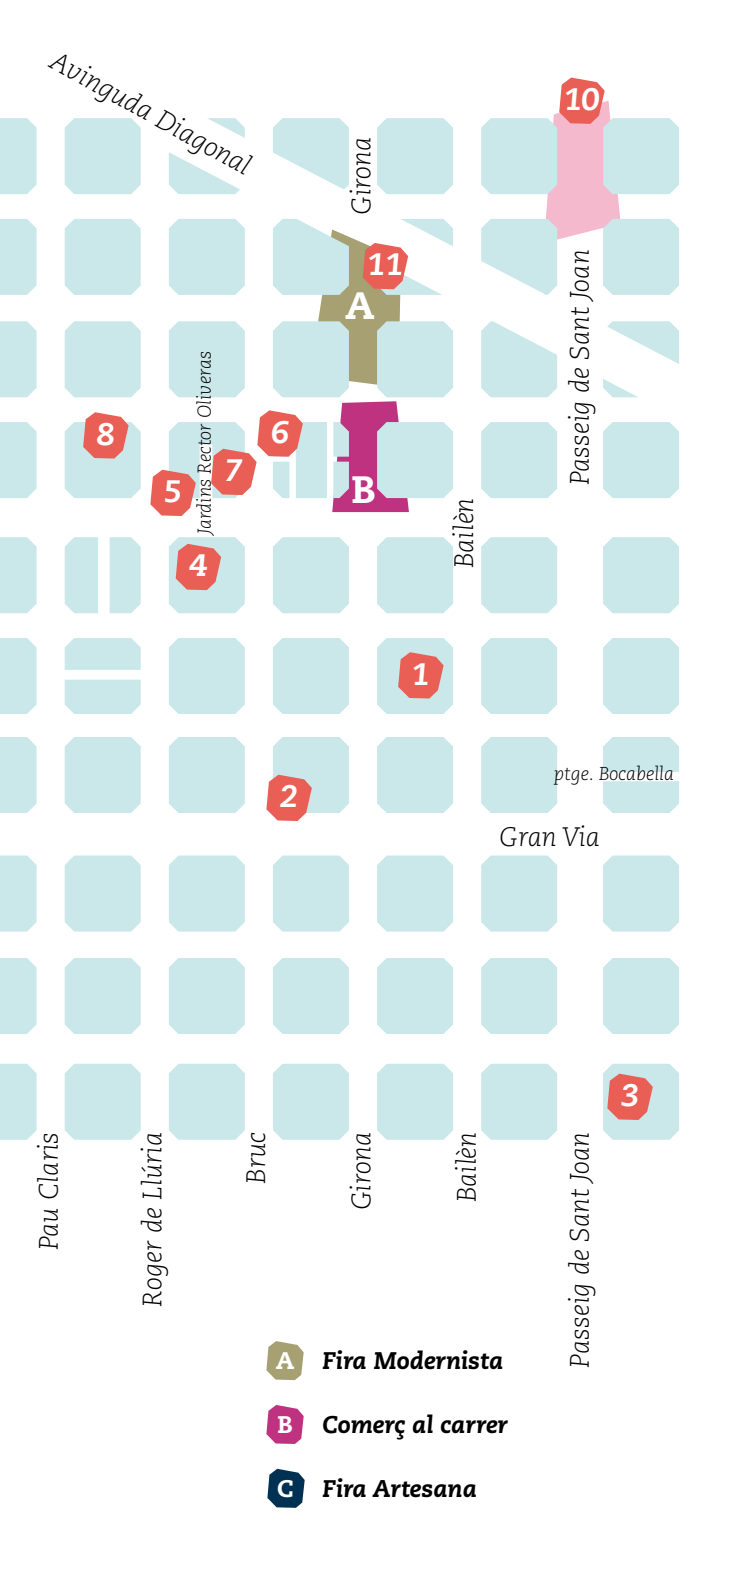 Avinguda Diagonal
10
Girona
11
A
Passeig de Sant Joan
Jardins Rector Oliveras
8
6
7
5
B
Bailèn
4
1
ptge. Bocabella
2
Gran Via
3
Pau Claris
Roger de Llúria
Bruc
Girona
Bailèn
Passeig de Sant Joan
A Fira Modernista
B Comerç al carrer
C Fira Artesana